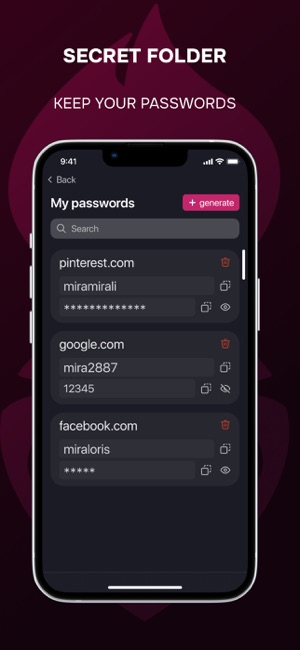 SECRET FOLDER
KEEP YOUR PASSWORDS
9:41
Back
My passwords
+ generate
Search
pinterest.com
miramirali
*************
google.com
mira2887
12345
facebook.com
miraloris
*****